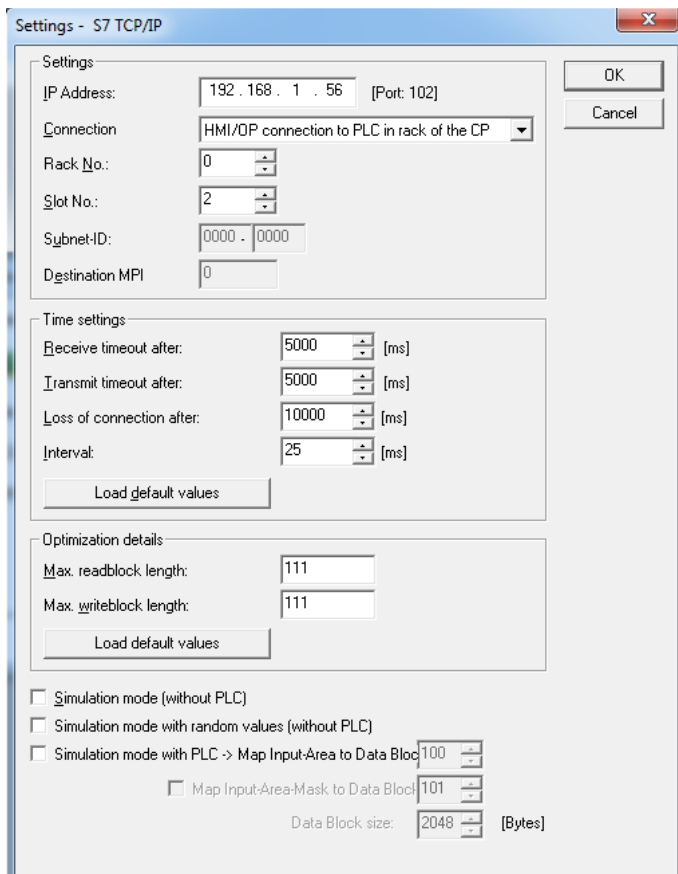 Settings - S7 TCP/IP
Settings
IP Address: 192 . 168 . 1 . 56 [Port: 102]
Connection HMI/OP connection to PLC in rack of the CP
Rack No.: 0
Slot No.: 2
Subnet-ID: 0000 - 0000
Destination MPI 0
OK
Cancel
Time settings
Receive timeout after: 5000 [ms]
Transmit timeout after: 5000 [ms]
Loss of connection after: 10000 [ms]
Interval: 25 [ms]
Load default values
Optimization details
Max. readblock length: 111
Max. writeblock length: 111
Load default values
Simulation mode (without PLC)
Simulation mode with random values (without PLC)
Simulation mode with PLC -> Map Input-Area to Data Bloc 100
Map Input-Area-Mask to Data Block 101
Data Block size: 2048 [Bytes]